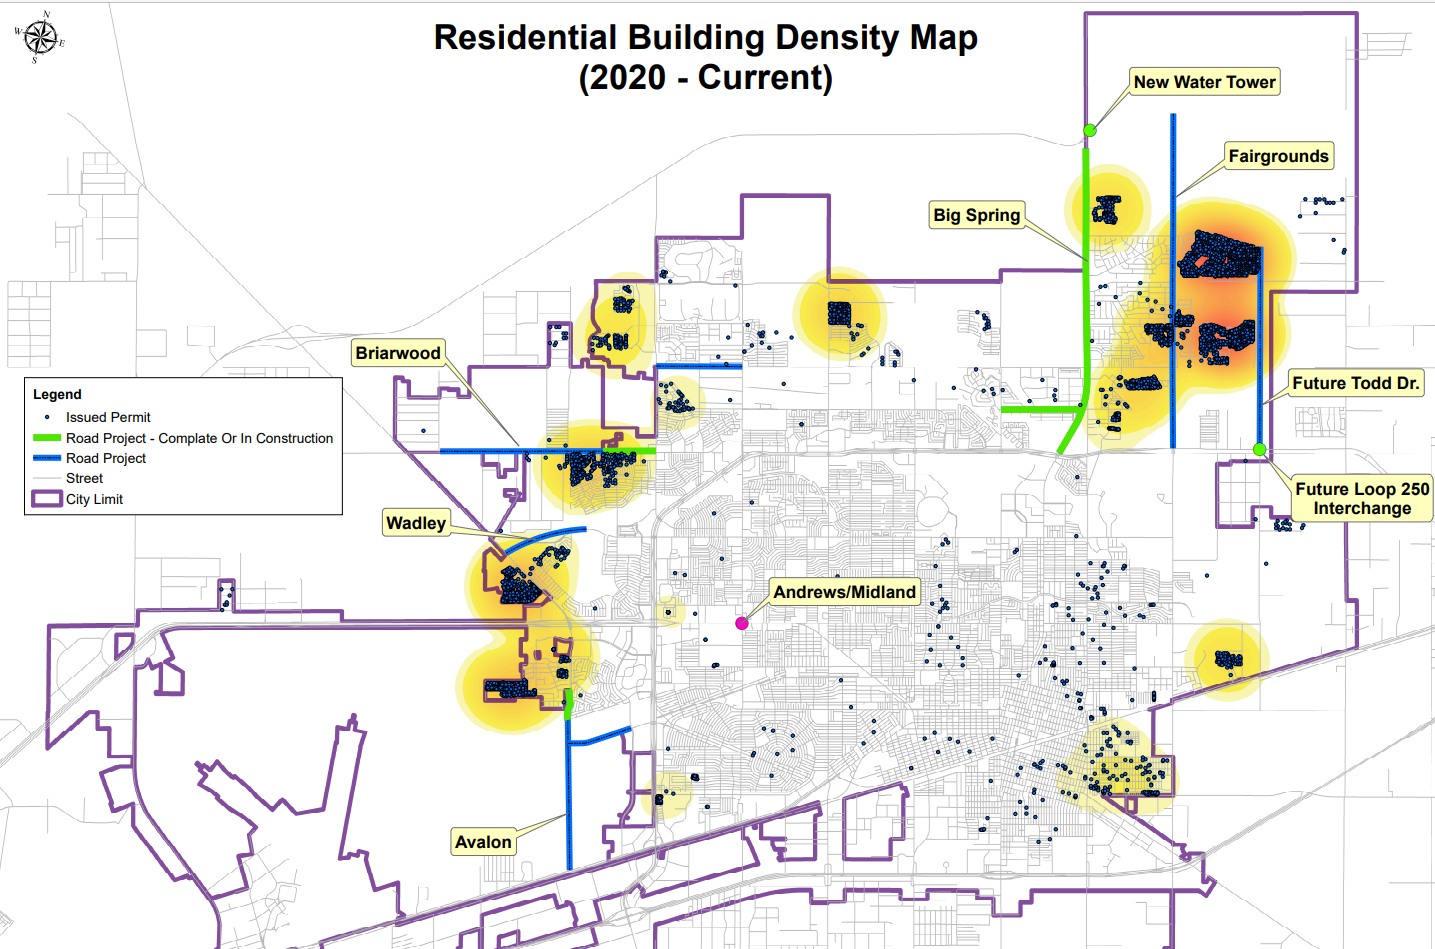 N
W
E
S
Residential Building Density Map
(2020 - Current)
New Water Tower
Fairgrounds
Big Spring
Briarwood
Future Todd Dr.
Legend
Issued Permit
Road Project - Complate Or In Construction
Road Project
Street
City Limit
Future Loop 250
Interchange
Wadley
Andrews/Midland
Avalon